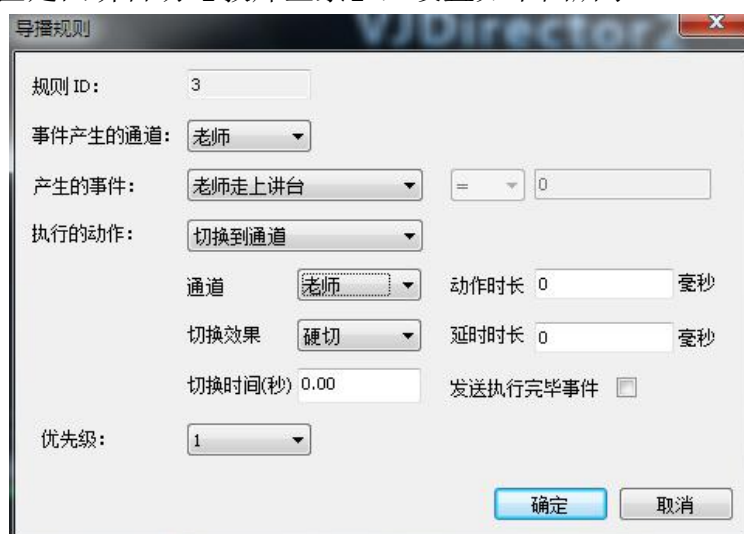 导播规则
VJDirector2
规则 ID: 3
事件产生的通道: 老师
产生的事件: 老师走上讲台 = 0
执行的动作: 切换到通道
通道 老师 动作时长 0 毫秒
切换效果 硬切 延时时长 0 毫秒
切换时间(秒) 0.00 发送执行完毕事件
优先级: 1
确定 取消